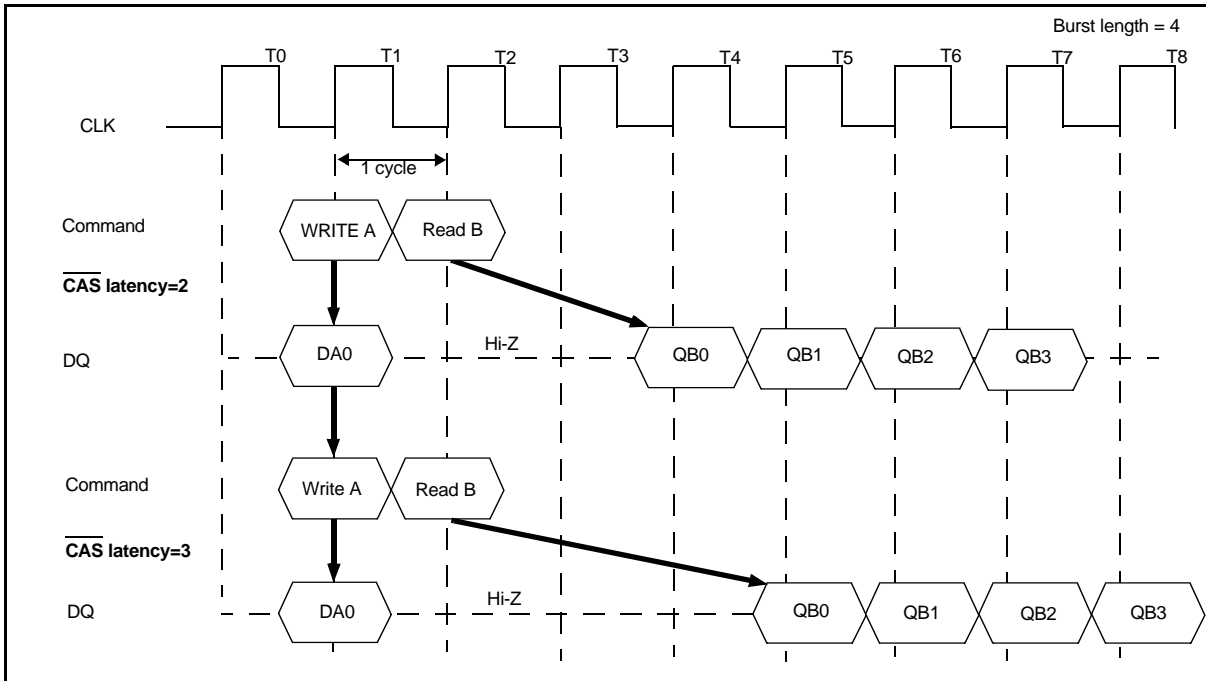 Burst length = 4
T0 T1 T2 T3 T4 T5 T6 T7 T8
CLK
1 cycle
Command WRITE A Read B
CAS latency=2
DQ DA0 Hi-Z QB0 QB1 QB2 QB3
Command Write A Read B
CAS latency=3
DQ DA0 Hi-Z QB0 QB1 QB2 QB3